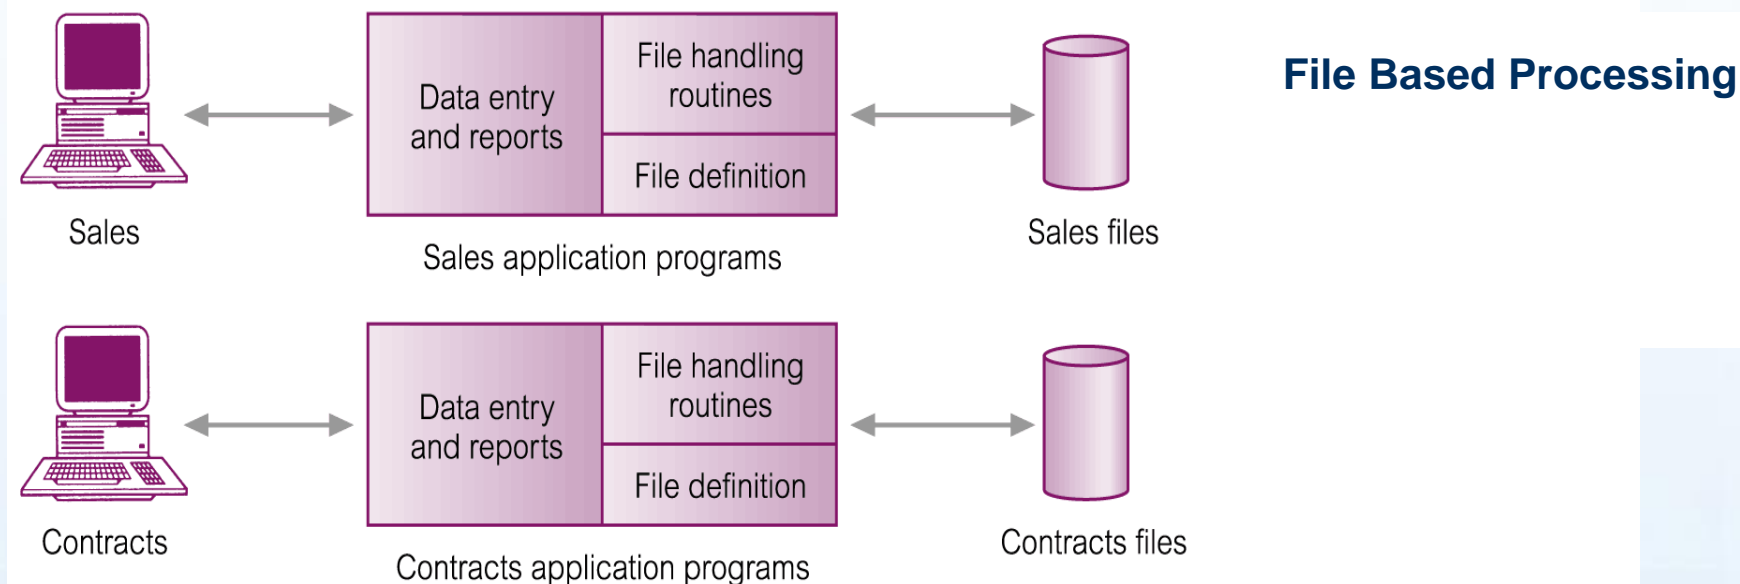 File Based Processing
Data entry
and reports
File handling
routines
File definition
Sales
Sales application programs
Sales files
Data entry
and reports
File handling
routines
File definition
Contracts
Contracts application programs
Contracts files